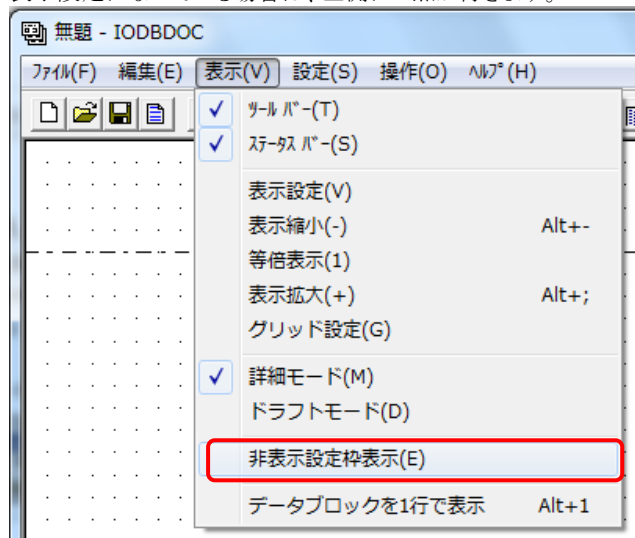 無題 - IODBDOC
ﾌｧｲﾙ(F) 編集(E) 表示(V) 設定(S) 操作(O) ﾍﾙﾌﾟ(H)
✓ ﾂｰﾙ ﾊﾞｰ(T)
✓ ｽﾃｰﾀｽ ﾊﾞｰ(S)
表示設定(V)
表示縮小(-) Alt+-
等倍表示(1)
表示拡大(+) Alt+;
グリッド設定(G)
✓ 詳細モード(M)
ドラフトモード(D)
非表示設定枠表示(E)
データブロックを1行で表示 Alt+1